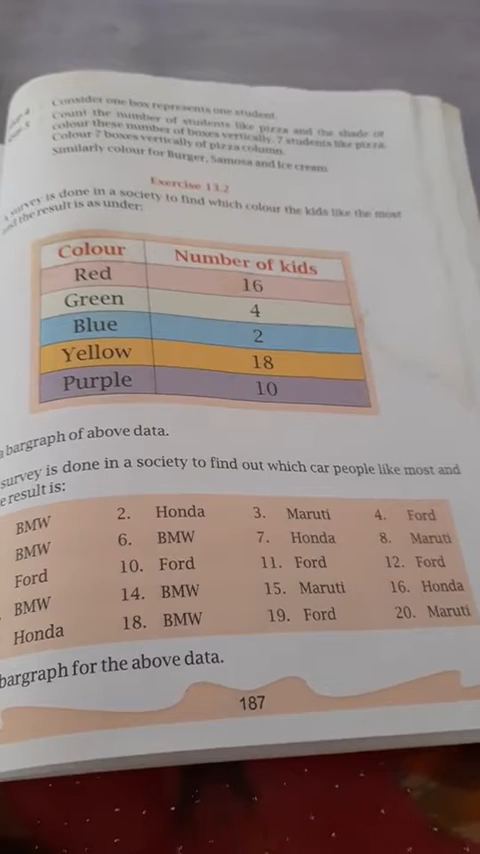 Consider one box represents one student.
Count the number of students like pizza and the shade or
colour these number of boxes vertically. 7 students like pizza.
Colour 7 boxes vertically of pizza column.
Similarly colour for Burger, Samosa and Ice cream
Exercise 13.2
survey is done in a society to find which colour the kids like the most
and the result is as under:
Colour Number of kids
Red 16
Green 4
Blue 2
Yellow 18
Purple 10
a bargraph of above data.
survey is done in a society to find out which car people like most and
e result is:
BMW 2. Honda 3. Maruti 4. Ford
BMW 6. BMW 7. Honda 8. Maruti
Ford 10. Ford 11. Ford 12. Ford
BMW 14. BMW 15. Maruti 16. Honda
Honda 18. BMW 19. Ford 20. Maruti
bargraph for the above data.
187